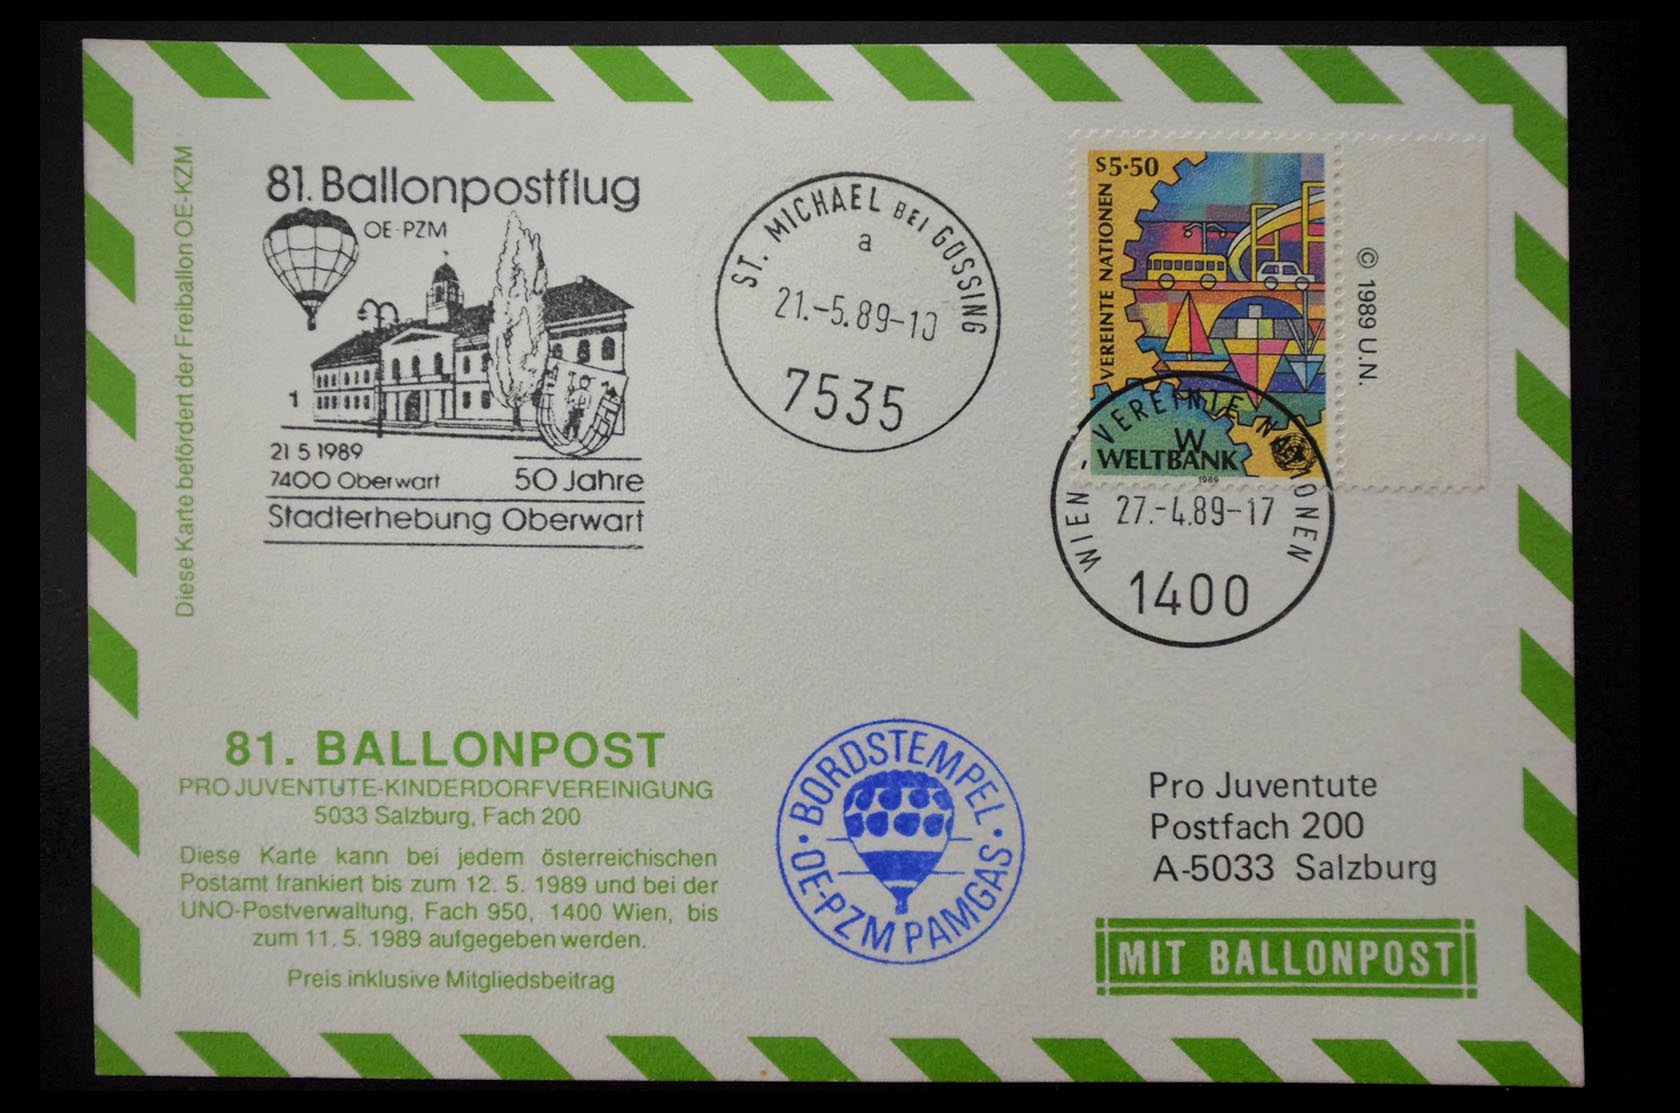 Diese Karte befördert der Freiballon OE-KZM
81. Ballonpostflug
OE-PZM
1
21 5 1989
7400 Oberwart
50 Jahre
Stadterhebung Oberwart
ST. MICHAEL BEI GÜSSING
a
21.-5.89-10
7535
S5·50
VEREINTE NATIONEN
W
WELTBANK
1989
© 1989 U.N.
WIEN, VEREINTE NATIONEN
27.-4.89-17
1400
81. BALLONPOST
PRO JUVENTUTE-KINDERDORFVEREINIGUNG
5033 Salzburg, Fach 200
Diese Karte kann bei jedem österreichischen
Postamt frankiert bis zum 12. 5. 1989 und bei der
UNO-Postverwaltung, Fach 950, 1400 Wien, bis
zum 11. 5. 1989 aufgegeben werden.
Preis inklusive Mitgliedsbeitrag
• BORDSTEMPEL •
OE-PZM PAMGAS
Pro Juventute
Postfach 200
A-5033 Salzburg
MIT BALLONPOST